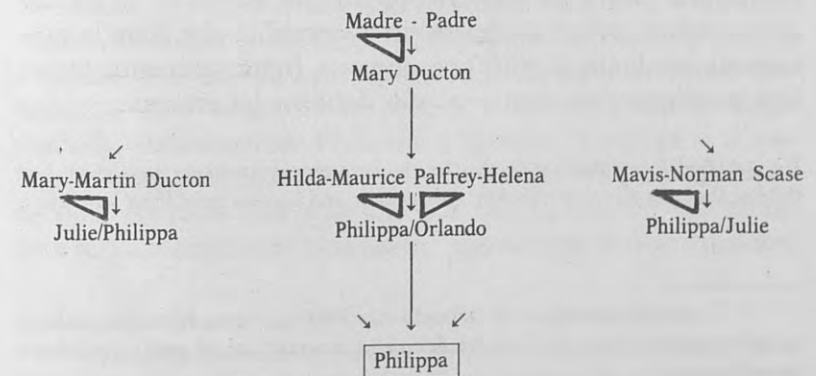 Madre - Padre
Mary Ducton
Mary-Martin Ducton Hilda-Maurice Palfrey-Helena Mavis-Norman Scase
Julie/Philippa Philippa/Orlando Philippa/Julie
Philippa